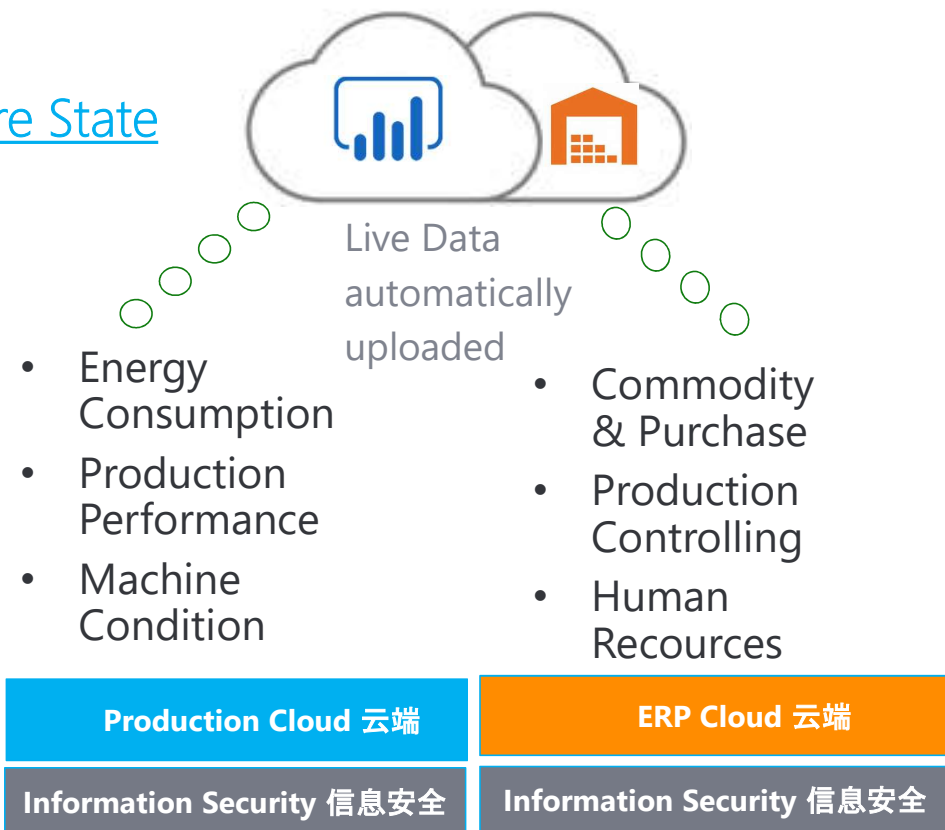 re State
Live Data
automatically
uploaded
• Energy
Consumption
• Production
Performance
• Machine
Condition
• Commodity
& Purchase
• Production
Controlling
• Human
Recources
Production Cloud 云端
ERP Cloud 云端
Information Security 信息安全
Information Security 信息安全